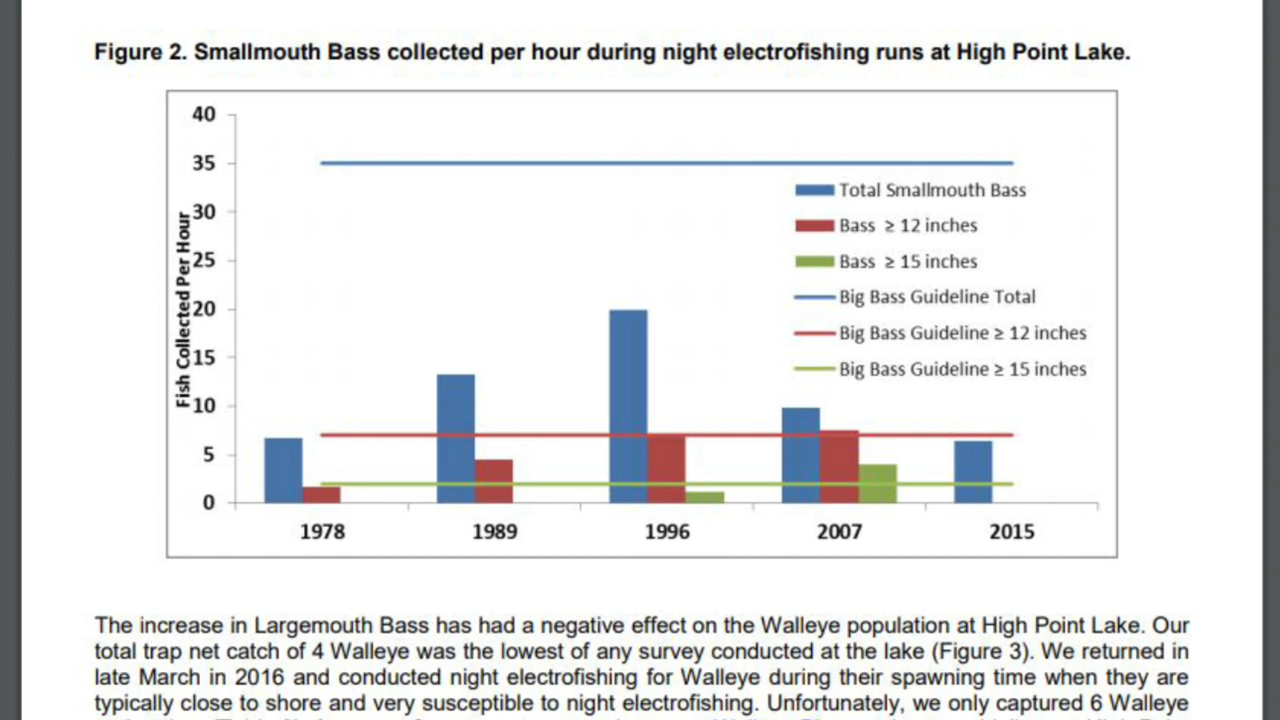 Figure 2. Smallmouth Bass collected per hour during night electrofishing runs at High Point Lake.
40
35
30
25
20
15
10
5
0
Fish Collected Per Hour
Total Smallmouth Bass
Bass ≥ 12 inches
Bass ≥ 15 inches
Big Bass Guideline Total
Big Bass Guideline ≥ 12 inches
Big Bass Guideline ≥ 15 inches
1978 1989 1996 2007 2015
The increase in Largemouth Bass has had a negative effect on the Walleye population at High Point Lake. Our
total trap net catch of 4 Walleye was the lowest of any survey conducted at the lake (Figure 3). We returned in
late March in 2016 and conducted night electrofishing for Walleye during their spawning time when they are
typically close to shore and very susceptible to night electrofishing. Unfortunately, we only captured 6 Walleye